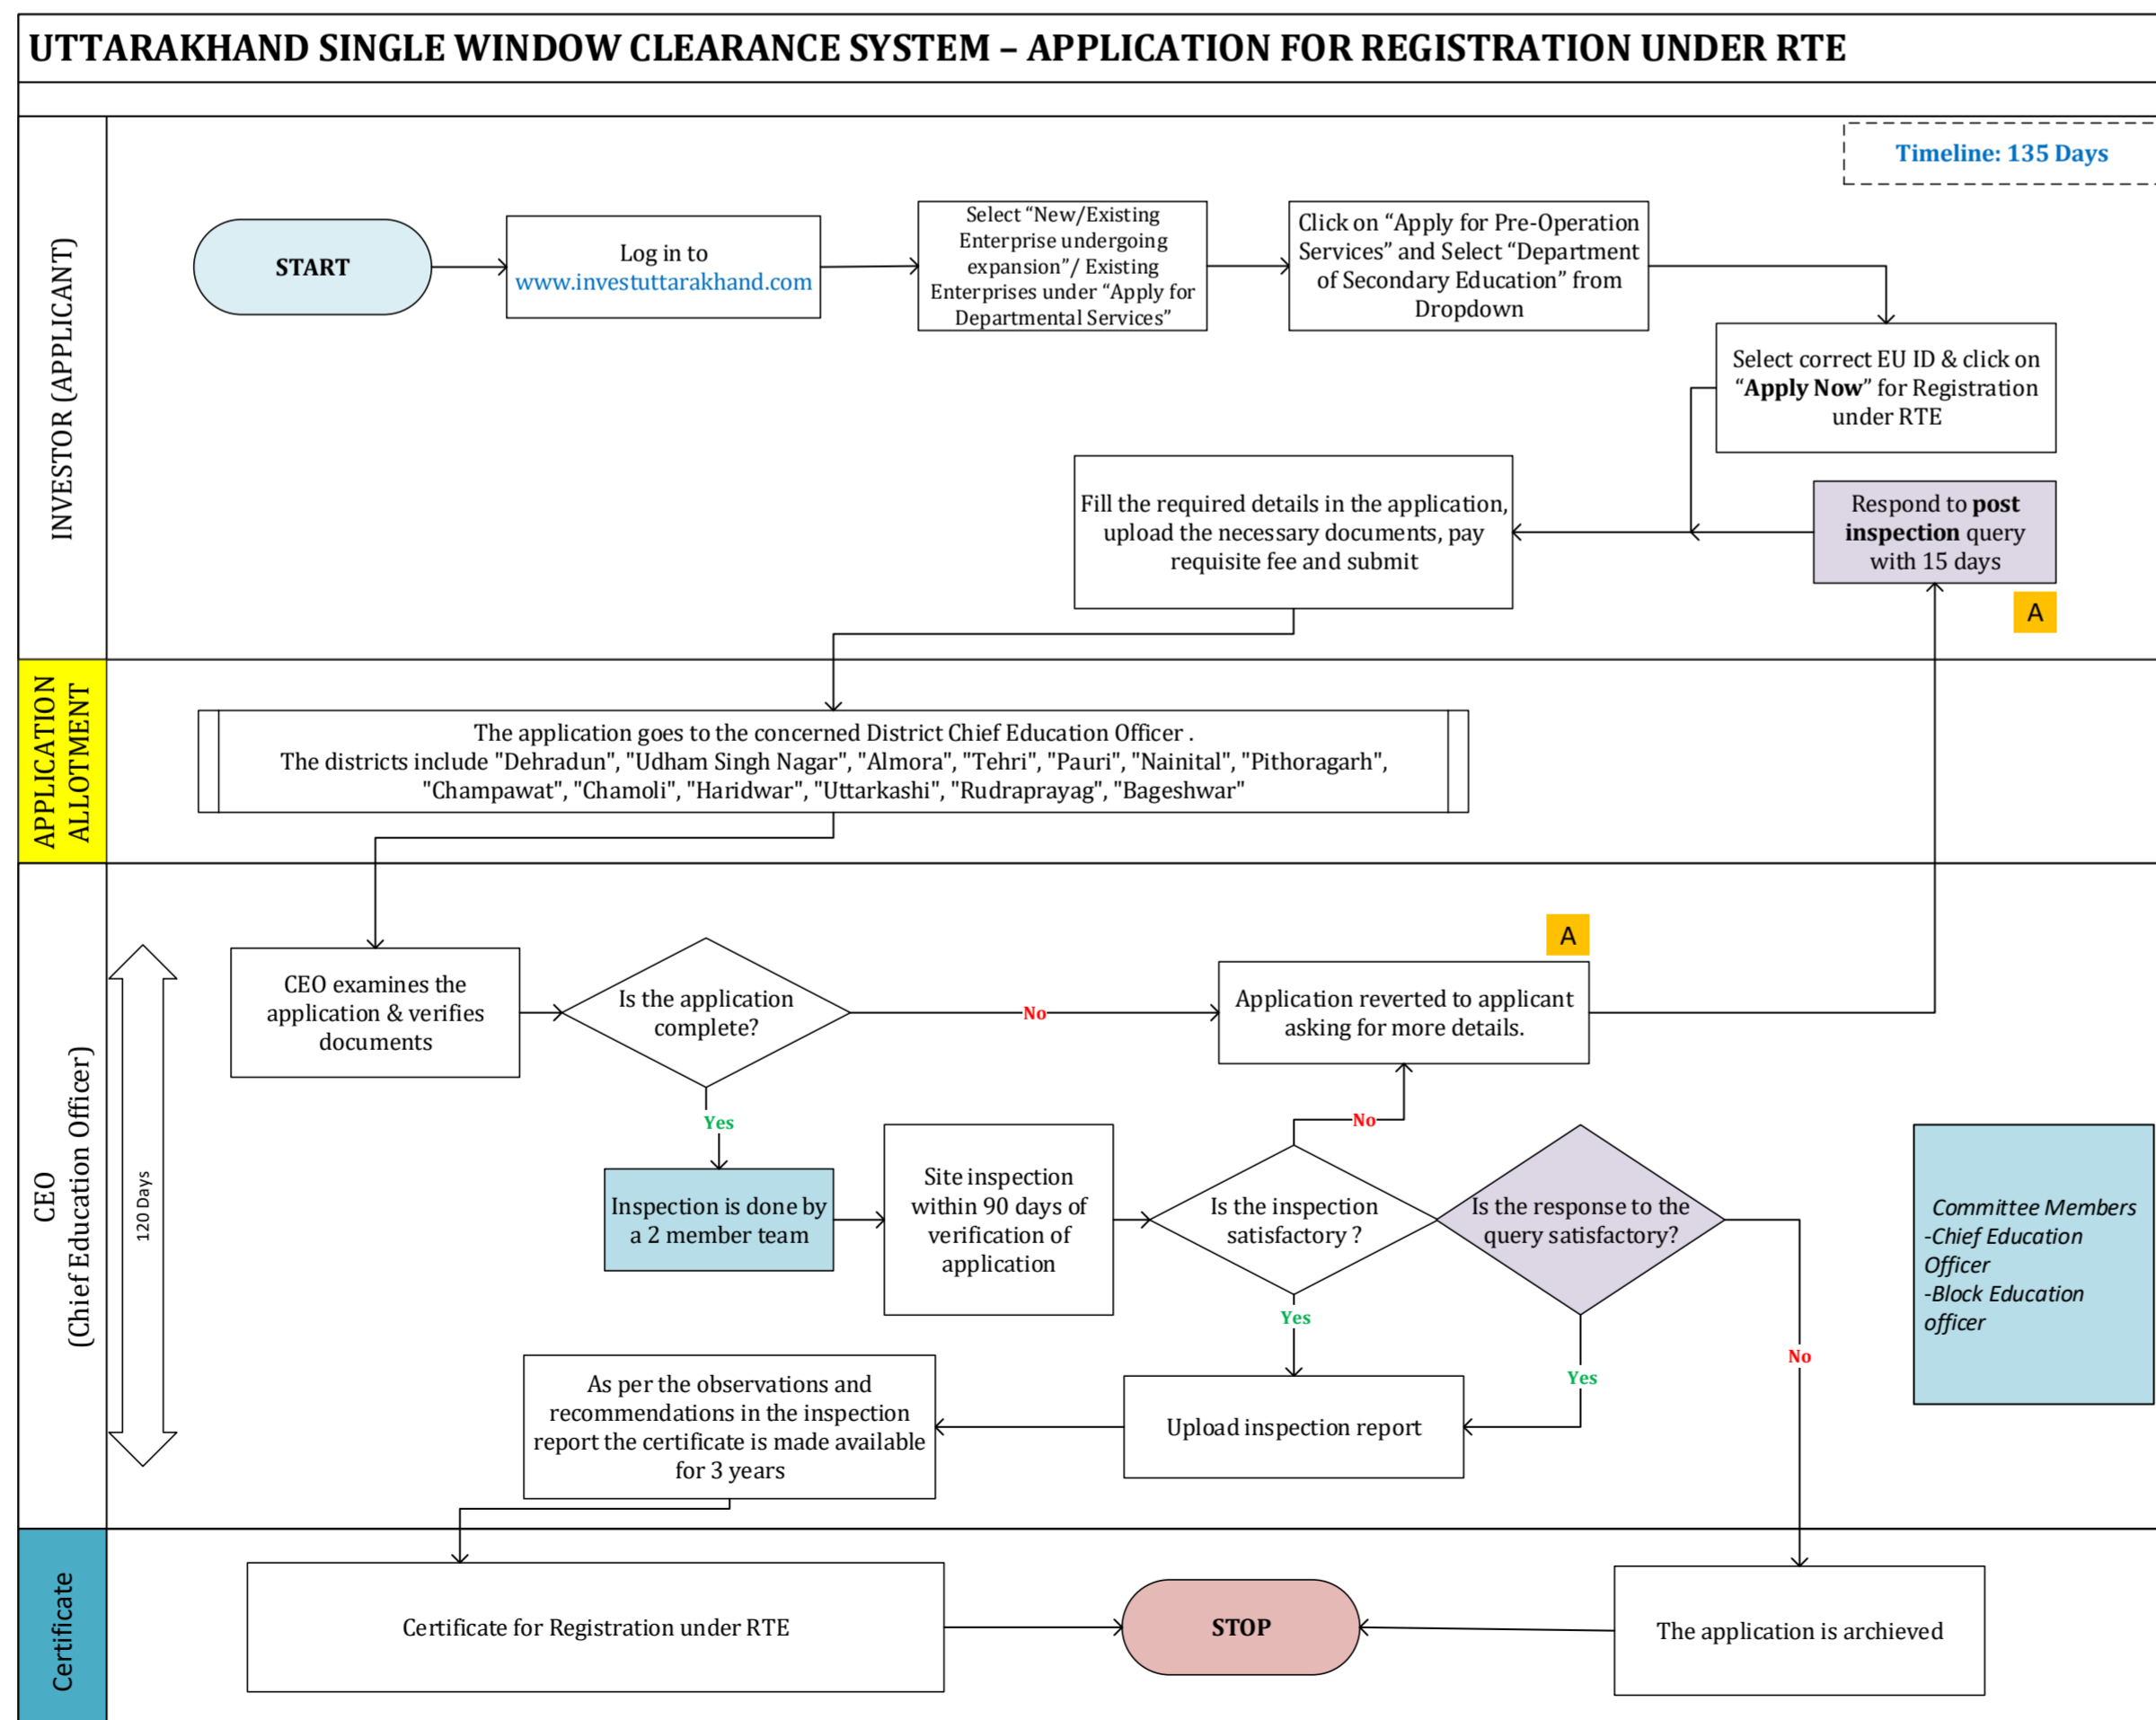 UTTARAKHAND SINGLE WINDOW CLEARANCE SYSTEM – APPLICATION FOR REGISTRATION UNDER RTE
Timeline: 135 Days
INVESTOR (APPLICANT)
START
Log in to
www.investuttarakhand.com
Select “New/Existing
Enterprise undergoing
expansion”/ Existing
Enterprises under “Apply for
Departmental Services”
Click on “Apply for Pre-Operation
Services” and Select “Department
of Secondary Education” from
Dropdown
Select correct EU ID & click on
“Apply Now” for Registration
under RTE
Fill the required details in the application,
upload the necessary documents, pay
requisite fee and submit
Respond to post
inspection query
with 15 days
A
APPLICATION
ALLOTMENT
The application goes to the concerned District Chief Education Officer .
The districts include "Dehradun", "Udham Singh Nagar", "Almora", "Tehri", "Pauri", "Nainital", "Pithoragarh",
"Champawat", "Chamoli", "Haridwar", "Uttarkashi", "Rudraprayag", "Bageshwar"
CEO
(Chief Education Officer)
120 Days
CEO examines the
application & verifies
documents
Is the application
complete?
No
A
Application reverted to applicant
asking for more details.
Yes
Inspection is done by
a 2 member team
Site inspection
within 90 days of
verification of
application
Is the inspection
satisfactory ?
No
Is the response to the
query satisfactory?
Committee Members
-Chief Education
Officer
-Block Education
officer
Yes
Yes
No
As per the observations and
recommendations in the inspection
report the certificate is made available
for 3 years
Upload inspection report
Certificate
Certificate for Registration under RTE
STOP
The application is archieved